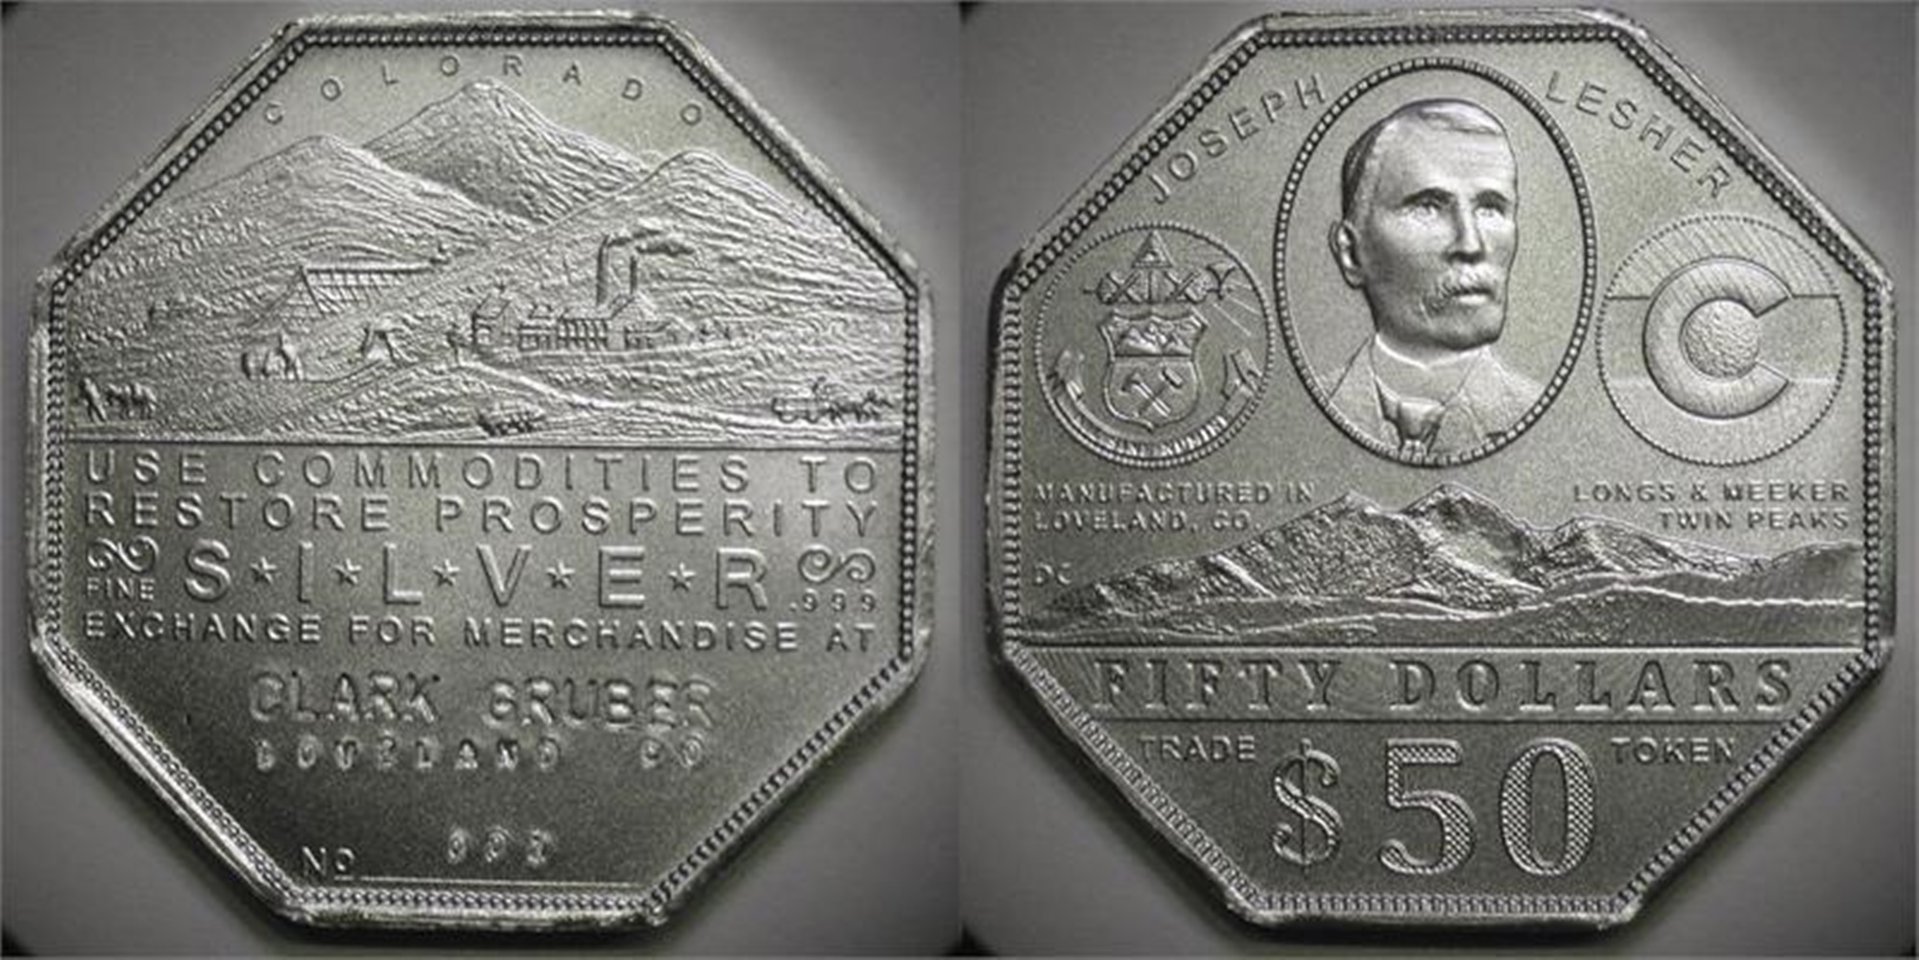 COLORADO
USE COMMODITIES TO
RESTORE PROSPERITY
FINE S★I★L★V★E★R .999
EXCHANGE FOR MERCHANDISE AT
CLARK GRUBER
LOVELAND CO
No
JOSEPH LESHER
MANUFACTURED IN
LOVELAND, CO.
LONGS & MEEKER
TWIN PEAKS
DC
FIFTY DOLLARS
TRADE $50 TOKEN